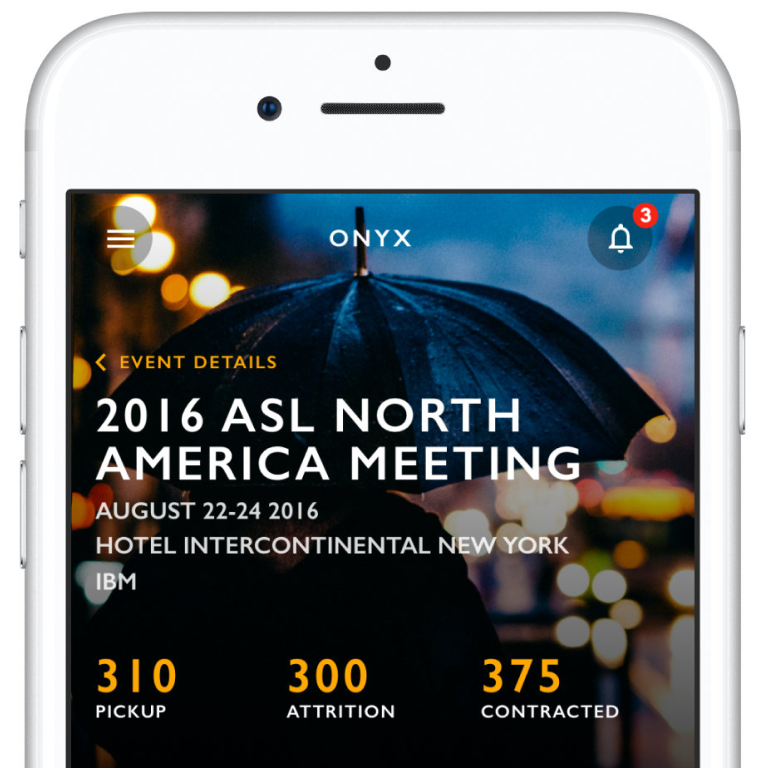 ONYX
3
EVENT DETAILS
2016 ASL NORTH
AMERICA MEETING
AUGUST 22-24 2016
HOTEL INTERCONTINENTAL NEW YORK
IBM
310 300 375
PICKUP ATTRITION CONTRACTED